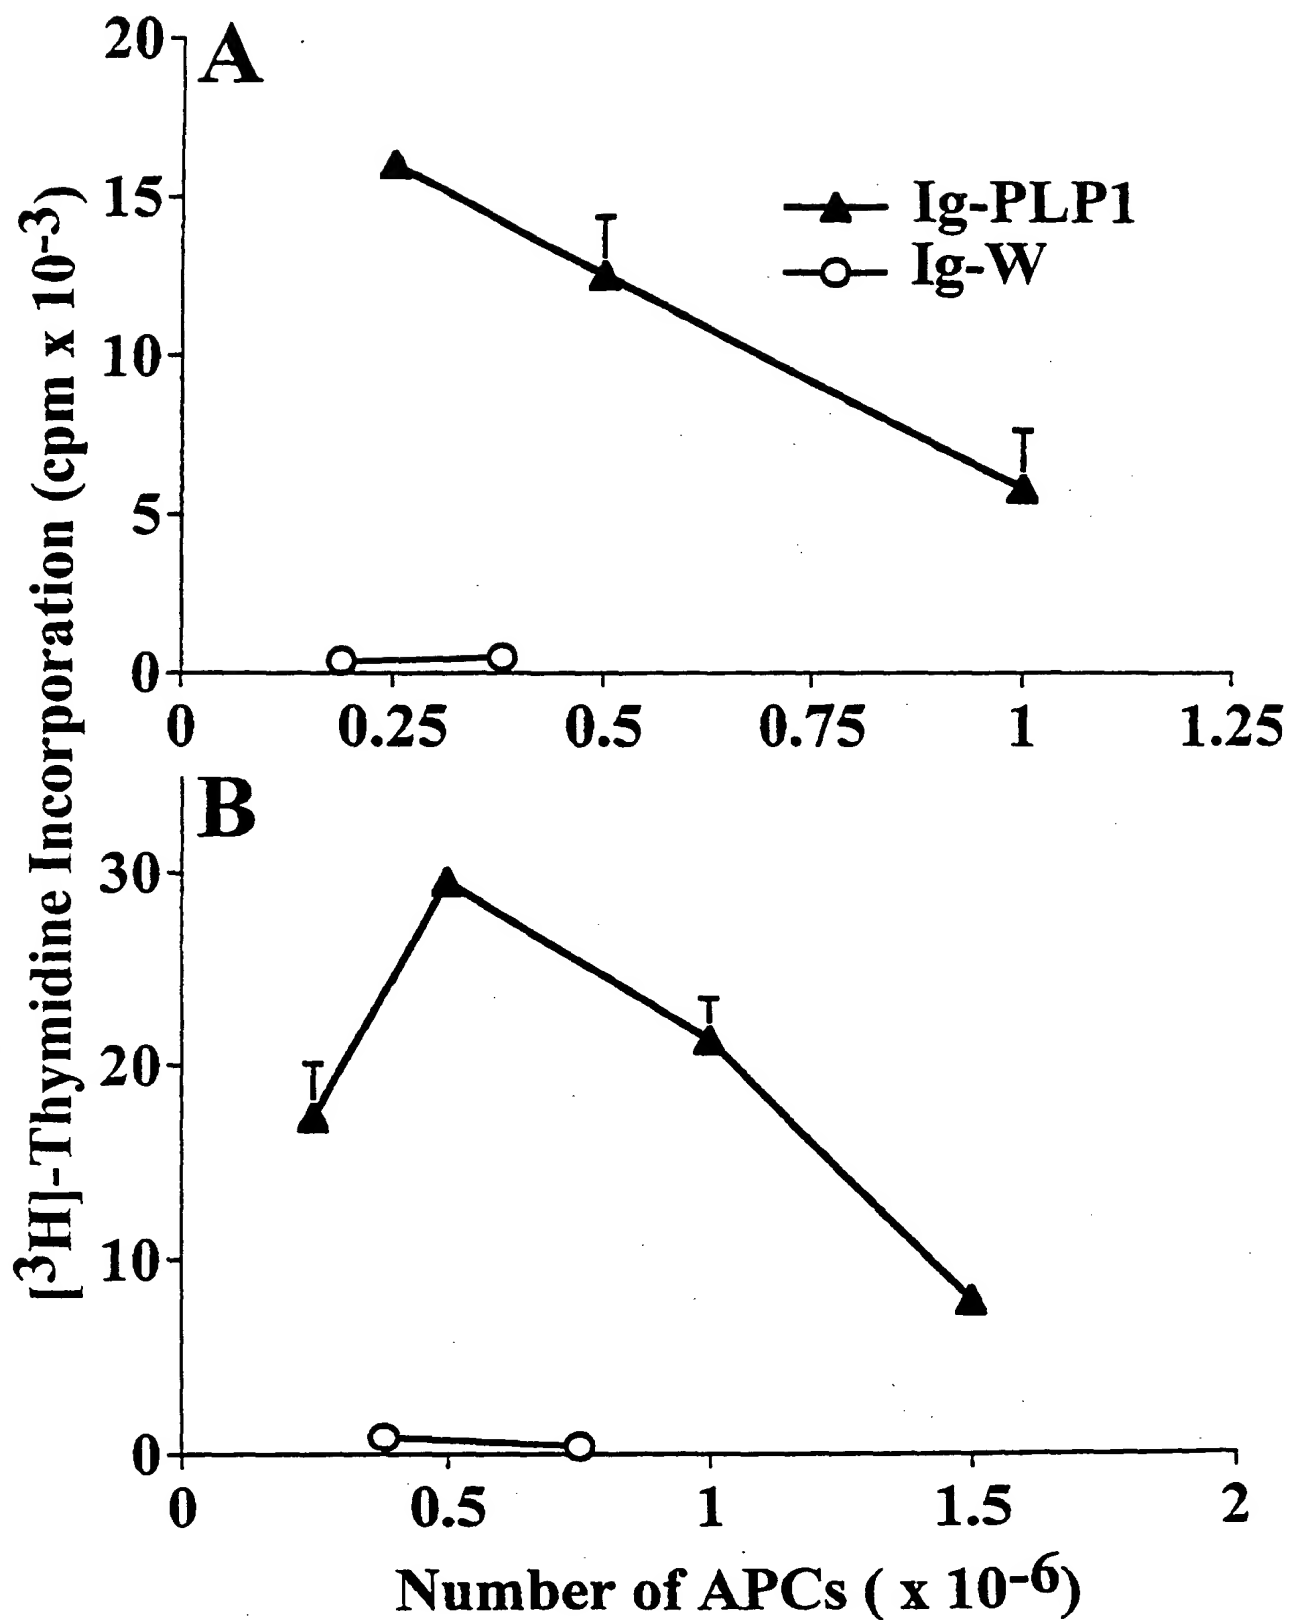 [³H]-Thymidine Incorporation (cpm x 10⁻³)
A
20
15
10
5
0
Ig-PLP1
Ig-W
0 0.25 0.5 0.75 1 1.25
B
30
20
10
0
0 0.5 1 1.5 2
Number of APCs ( x 10⁻⁶)